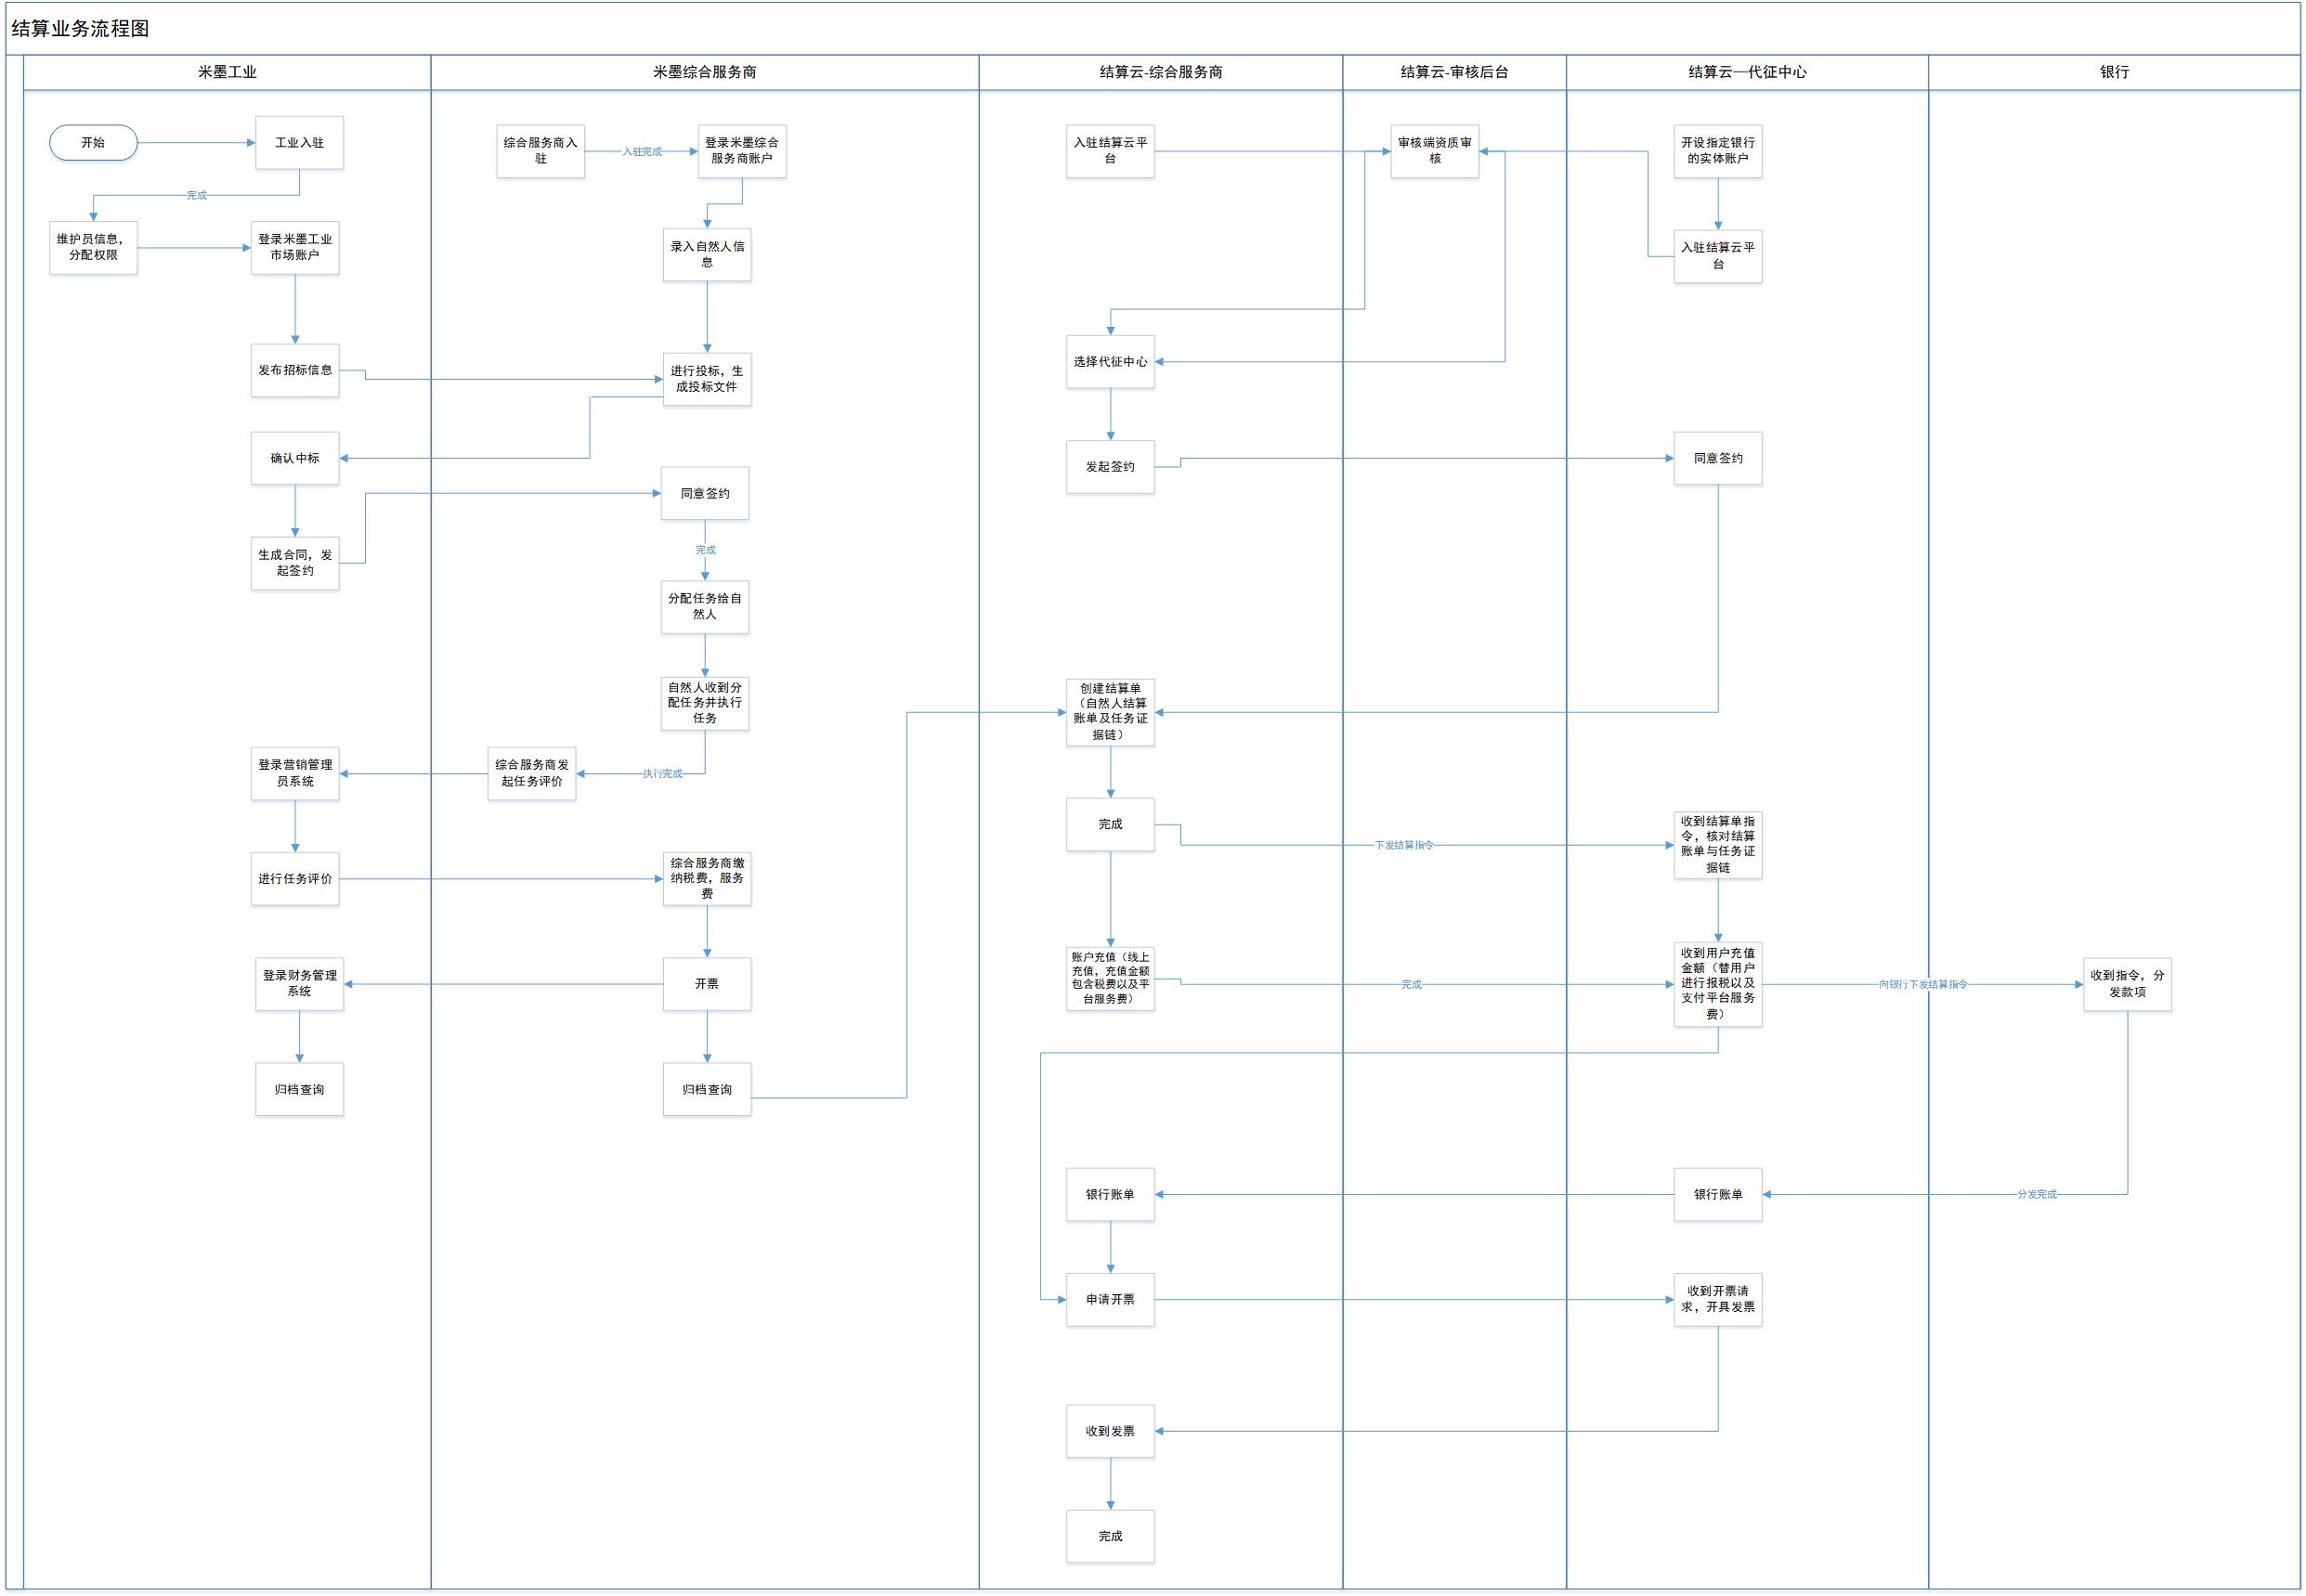 结算业务流程图
米墨工业
米墨综合服务商
结算云-综合服务商
结算云-审核后台
结算云—代征中心
银行
开始
工业入驻
完成
维护员信息，
分配权限
登录米墨工业
市场账户
发布招标信息
确认中标
生成合同，发
起签约
登录营销管理
员系统
进行任务评价
登录财务管理
系统
归档查询
综合服务商入
驻
入驻完成
登录米墨综合
服务商账户
录入自然人信
息
进行投标，生
成投标文件
同意签约
完成
分配任务给自
然人
自然人收到分
配任务并执行
任务
执行完成
综合服务商发
起任务评价
综合服务商缴
纳税费，服务
费
开票
归档查询
入驻结算云平
台
选择代征中心
发起签约
创建结算单
（自然人结算
账单及任务证
据链）
完成
下发结算指令
账户充值（线上
充值，充值金额
包含税费以及平
台服务费）
完成
银行账单
申请开票
收到发票
完成
审核端资质审
核
开设指定银行
的实体账户
入驻结算云平
台
同意签约
收到结算单指
令，核对结算
账单与任务证
据链
收到用户充值
金额（替用户
进行报税以及
支付平台服务
费）
向银行下发结算指令
银行账单
收到开票请
求，开具发票
收到指令，分
发款项
分发完成